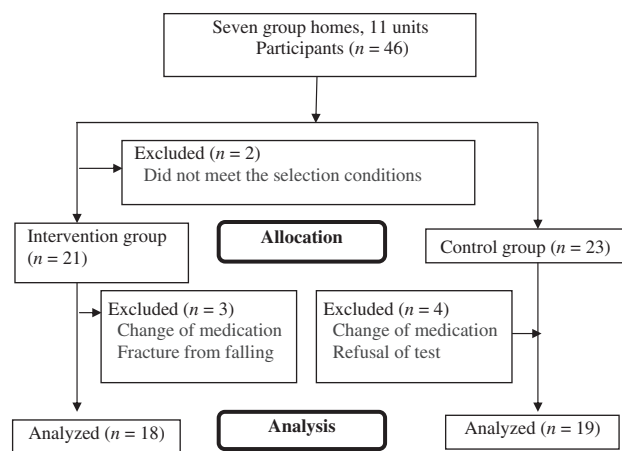 Seven group homes, 11 units
Participants (n = 46)
Excluded (n = 2)
Did not meet the selection conditions
Intervention group
(n = 21)
Allocation
Control group (n = 23)
Excluded (n = 3)
Change of medication
Fracture from falling
Excluded (n = 4)
Change of medication
Refusal of test
Analyzed (n = 18)
Analysis
Analyzed (n = 19)